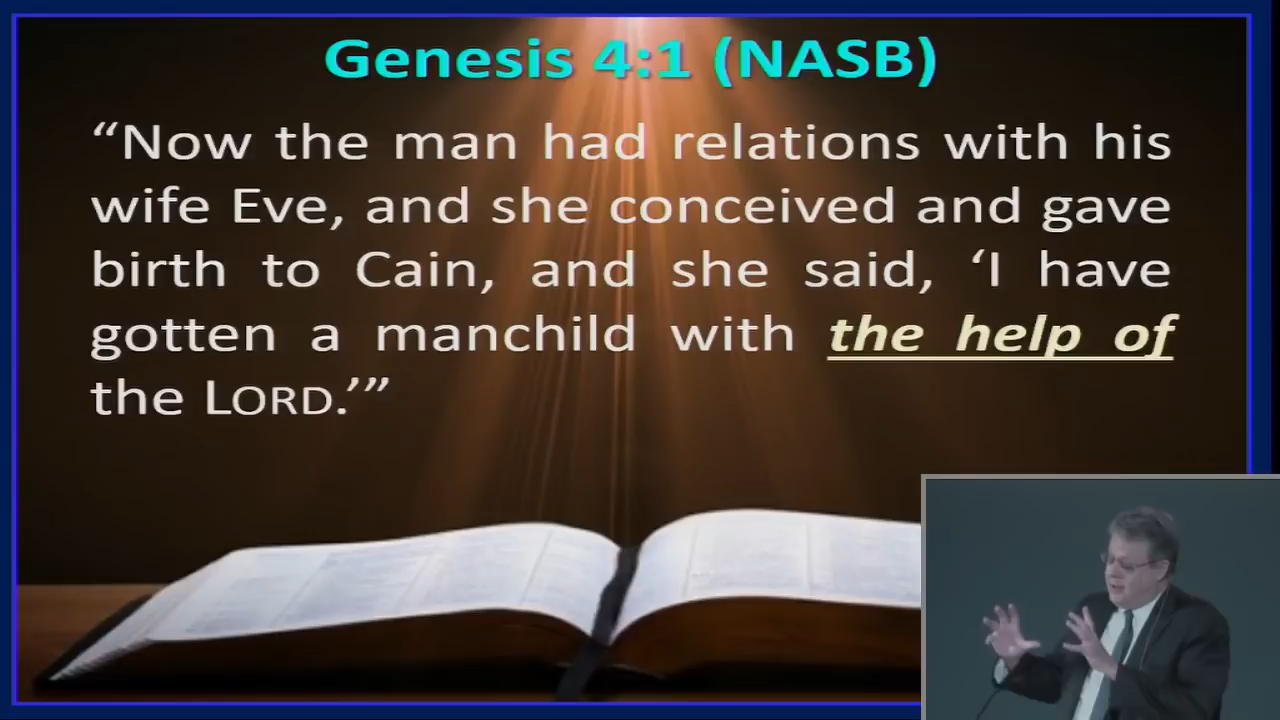 Genesis 4:1 (NASB)
“Now the man had relations with his
wife Eve, and she conceived and gave
birth to Cain, and she said, ‘I have
gotten a manchild with the help of
the LORD.’”